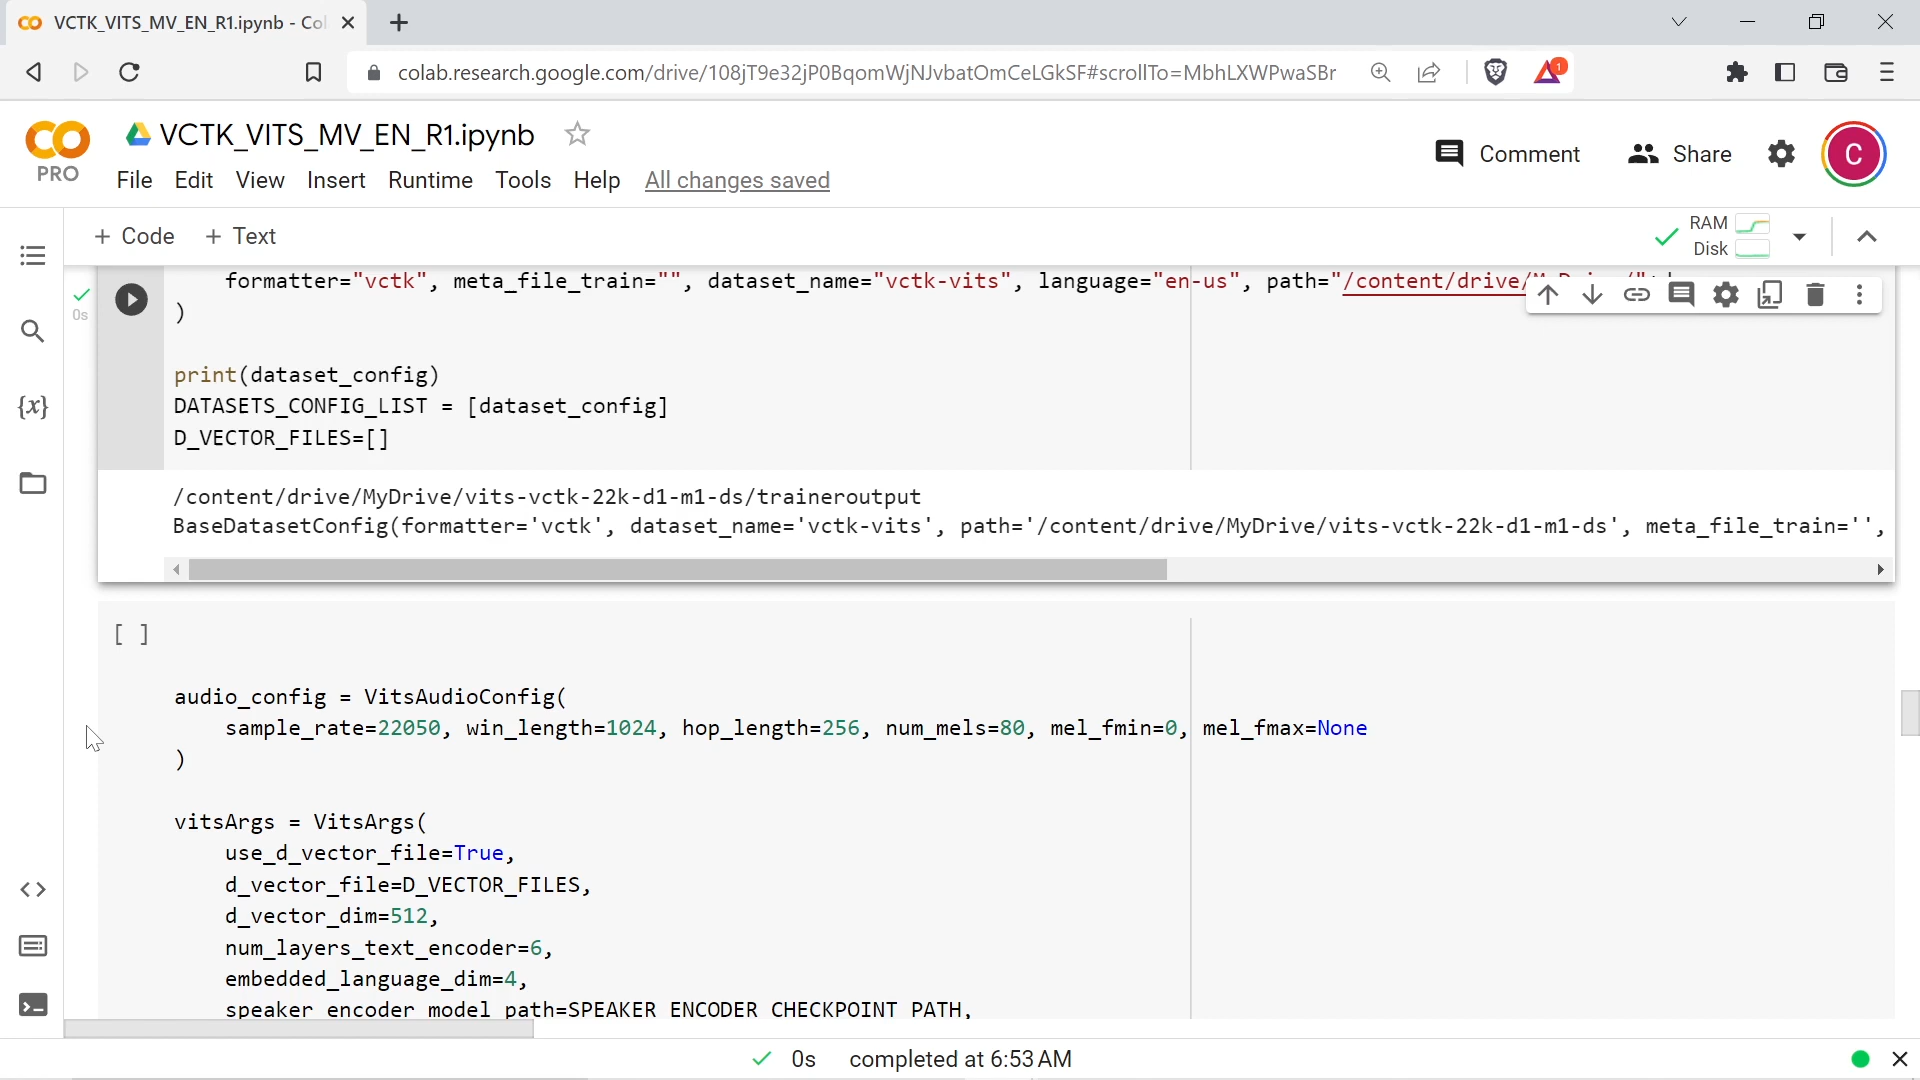 VCTK_VITS_MV_EN_R1.ipynb - Co
colab.research.google.com/drive/108jT9e32jP0BqomWjNJvbatOmCeLGkSF#scrollTo=MbhLXWPwaSBr
1
PRO
VCTK_VITS_MV_EN_R1.ipynb
File Edit View Insert Runtime Tools Help All changes saved
Comment
Share
C
+ Code + Text
RAM
Disk
0s
formatter="vctk", meta_file_train="", dataset_name="vctk-vits", language="en-us", path="/content/drive/
)
print(dataset_config)
DATASETS_CONFIG_LIST = [dataset_config]
D_VECTOR_FILES=[]
/content/drive/MyDrive/vits-vctk-22k-d1-m1-ds/traineroutput
BaseDatasetConfig(formatter='vctk', dataset_name='vctk-vits', path='/content/drive/MyDrive/vits-vctk-22k-d1-m1-ds', meta_file_train='',
[ ]
audio_config = VitsAudioConfig(
sample_rate=22050, win_length=1024, hop_length=256, num_mels=80, mel_fmin=0, mel_fmax=None
)
vitsArgs = VitsArgs(
use_d_vector_file=True,
d_vector_file=D_VECTOR_FILES,
d_vector_dim=512,
num_layers_text_encoder=6,
embedded_language_dim=4,
speaker_encoder_model_path=SPEAKER_ENCODER_CHECKPOINT_PATH,
{x}
0s completed at 6:53 AM